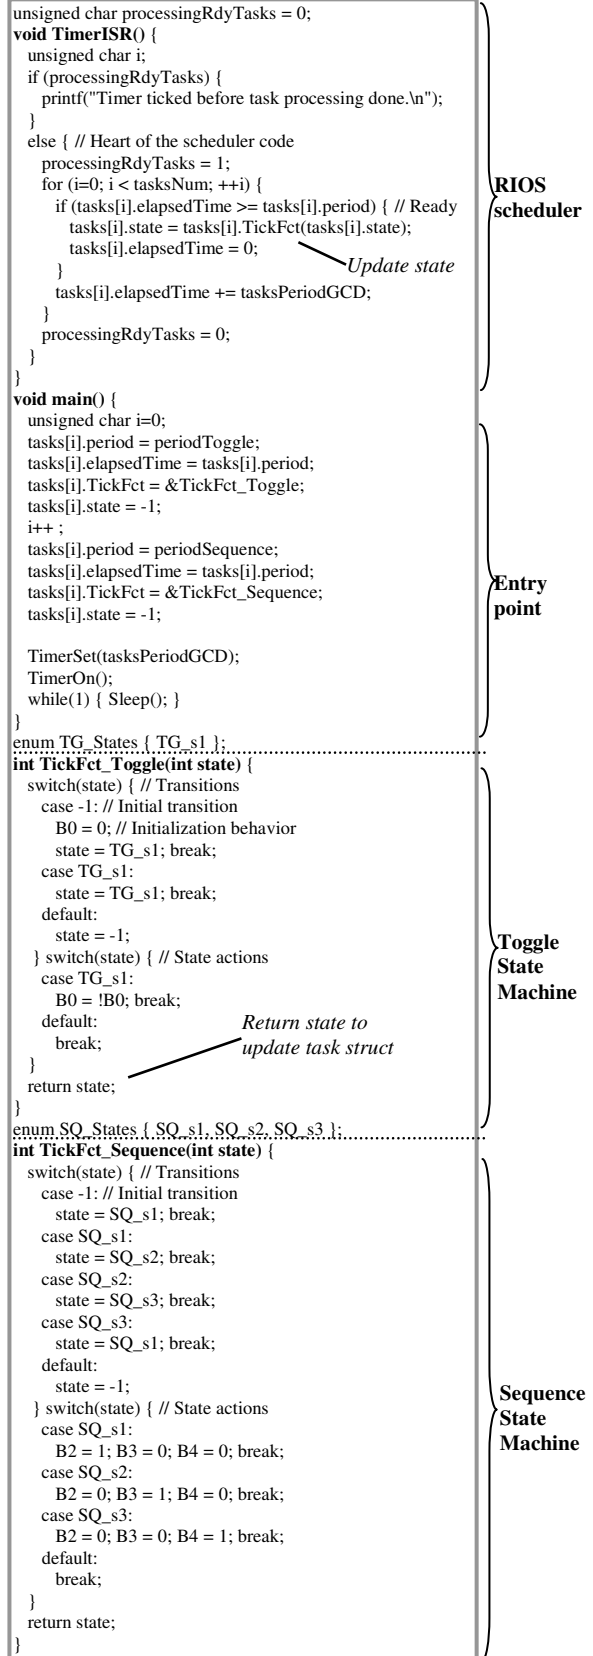 unsigned char processingRdyTasks = 0;
void TimerISR() {
unsigned char i;
if (processingRdyTasks) {
printf("Timer ticked before task processing done.\n");
}
else { // Heart of the scheduler code
processingRdyTasks = 1;
for (i=0; i < tasksNum; ++i) {
if (tasks[i].elapsedTime >= tasks[i].period) { // Ready
tasks[i].state = tasks[i].TickFct(tasks[i].state);
tasks[i].elapsedTime = 0;
}
tasks[i].elapsedTime += tasksPeriodGCD;
}
processingRdyTasks = 0;
}
}
Update state
RIOS
scheduler
void main() {
unsigned char i=0;
tasks[i].period = periodToggle;
tasks[i].elapsedTime = tasks[i].period;
tasks[i].TickFct = &TickFct_Toggle;
tasks[i].state = -1;
i++ ;
tasks[i].period = periodSequence;
tasks[i].elapsedTime = tasks[i].period;
tasks[i].TickFct = &TickFct_Sequence;
tasks[i].state = -1;
TimerSet(tasksPeriodGCD);
TimerOn();
while(1) { Sleep(); }
}
Entry
point
enum TG_States { TG_s1 };
int TickFct_Toggle(int state) {
switch(state) { // Transitions
case -1: // Initial transition
B0 = 0; // Initialization behavior
state = TG_s1; break;
case TG_s1:
state = TG_s1; break;
default:
state = -1;
} switch(state) { // State actions
case TG_s1:
B0 = !B0; break;
default:
break;
}
return state;
}
Return state to
update task struct
Toggle
State
Machine
enum SQ_States { SQ_s1, SQ_s2, SQ_s3 };
int TickFct_Sequence(int state) {
switch(state) { // Transitions
case -1: // Initial transition
state = SQ_s1; break;
case SQ_s1:
state = SQ_s2; break;
case SQ_s2:
state = SQ_s3; break;
case SQ_s3:
state = SQ_s1; break;
default:
state = -1;
} switch(state) { // State actions
case SQ_s1:
B2 = 1; B3 = 0; B4 = 0; break;
case SQ_s2:
B2 = 0; B3 = 1; B4 = 0; break;
case SQ_s3:
B2 = 0; B3 = 0; B4 = 1; break;
default:
break;
}
return state;
}
Sequence
State
Machine